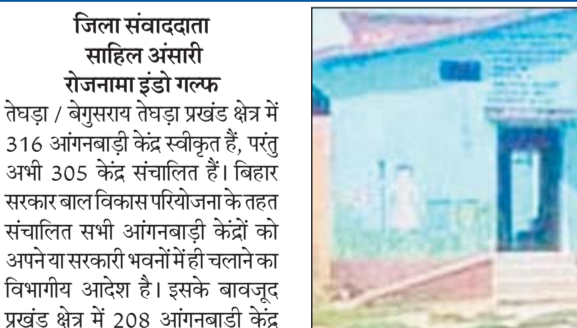 जिला संवाददाता
साहिल अंसारी
रोजनामा इंडो गल्फ
तेघड़ा / बेगुसराय तेघड़ा प्रखंड क्षेत्र में
316 आंगनबाड़ी केंद्र स्वीकृत हैं, परंतु
अभी 305 केंद्र संचालित हैं। बिहार
सरकार बाल विकास परियोजना के तहत
संचालित सभी आंगनबाड़ी केंद्रों को
अपने या सरकारी भवनों में ही चलाने का
विभागीय आदेश है। इसके बावजूद
प्रखंड क्षेत्र में 208 आंगनबाड़ी केंद्र